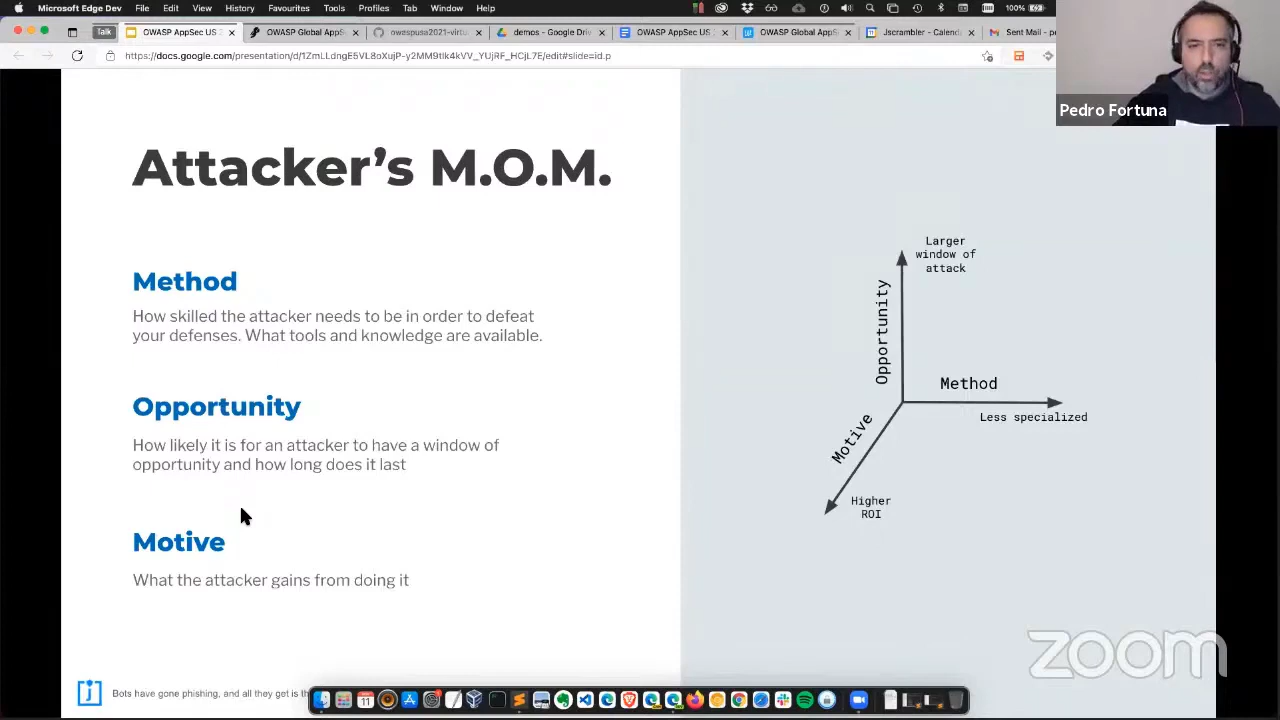 Microsoft Edge Dev File Edit View History Favourites Tools Profiles Tab Window Help 100%
Talk OWASP AppSec US OWASP Global AppS owaspusa2021-virtu demos - Google Driv OWASP AppSec OWASP Global AppS Jscrambler - Calend Sent Mail
Attacker's M.O.M.
Method
How skilled the attacker needs to be in order to defeat
your defenses. What tools and knowledge are available.
Opportunity
How likely it is for an attacker to have a window of
opportunity and how long does it last
Motive
What the attacker gains from doing it
Larger
window of
attack
Opportunity
Method
Less specialized
Motive
Higher
ROI
Bots have gone phishing, and all they get is
Pedro Fortuna
zoom